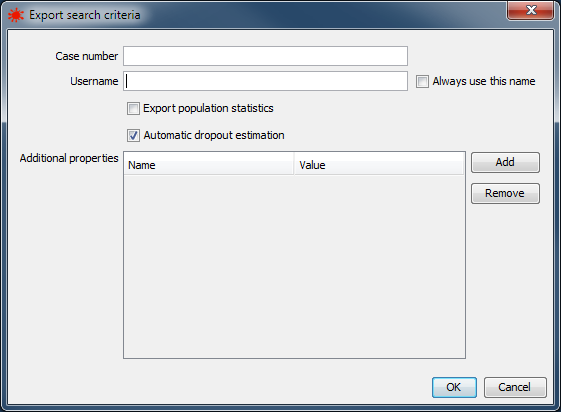 Export search criteria
Case number
Username
Always use this name
Export population statistics
Automatic dropout estimation
Additional properties
Name Value
Add
Remove
OK Cancel